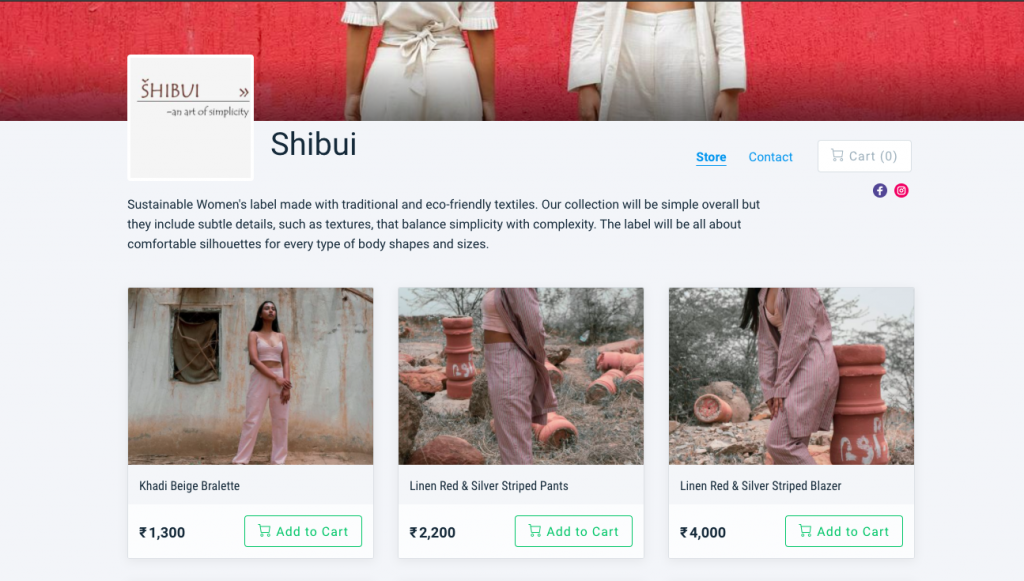 ŠHIBUI »
~an art of simplicity
Shibui
Store
Contact
Cart (0)
Sustainable Women's label made with traditional and eco-friendly textiles. Our collection will be simple overall but
they include subtle details, such as textures, that balance simplicity with complexity. The label will be all about
comfortable silhouettes for every type of body shapes and sizes.
Khadi Beige Bralette
Linen Red & Silver Striped Pants
Linen Red & Silver Striped Blazer
₹ 1,300
Add to Cart
₹ 2,200
Add to Cart
₹ 4,000
Add to Cart